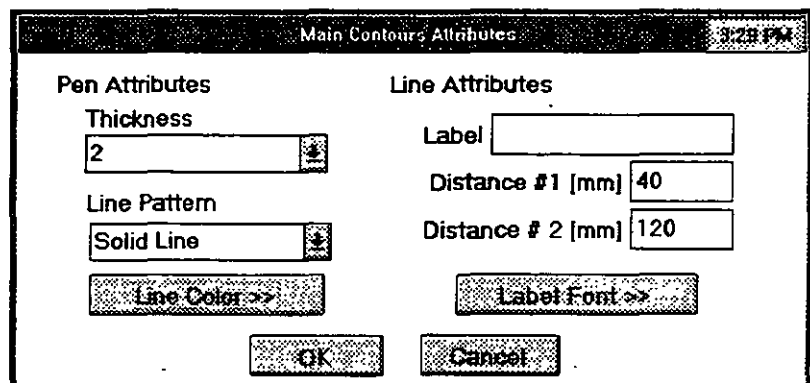 Main Contours Attributes 3:29 PM
Pen Attributes
Thickness
2
Line Pattern
Solid Line
Line Color >>
Line Attributes
Label
Distance #1 [mm] 40
Distance # 2 [mm] 120
Label Font >>
OK Cancel